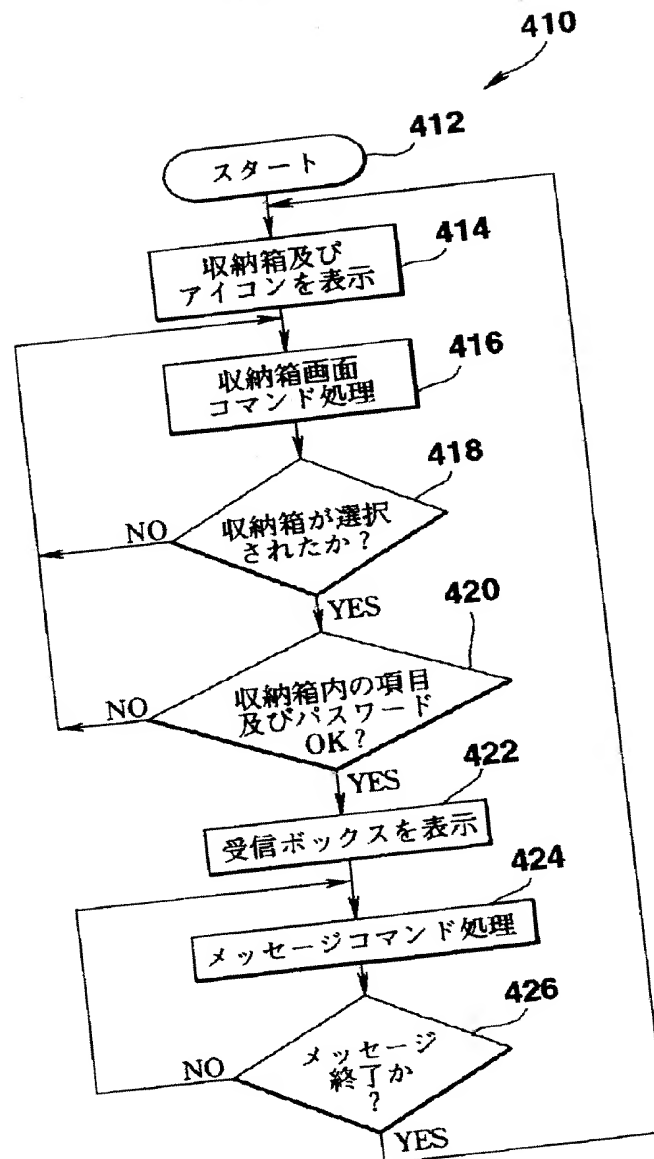 410
412
スタート
414
収納箱及び
アイコンを表示
416
収納箱画面
コマンド処理
418
収納箱が選択
されたか?
NO
YES
420
収納箱内の項目
及びパスワード
OK?
NO
YES
422
受信ボックスを表示
424
メッセージコマンド処理
426
メッセージ
終了か
?
NO
YES